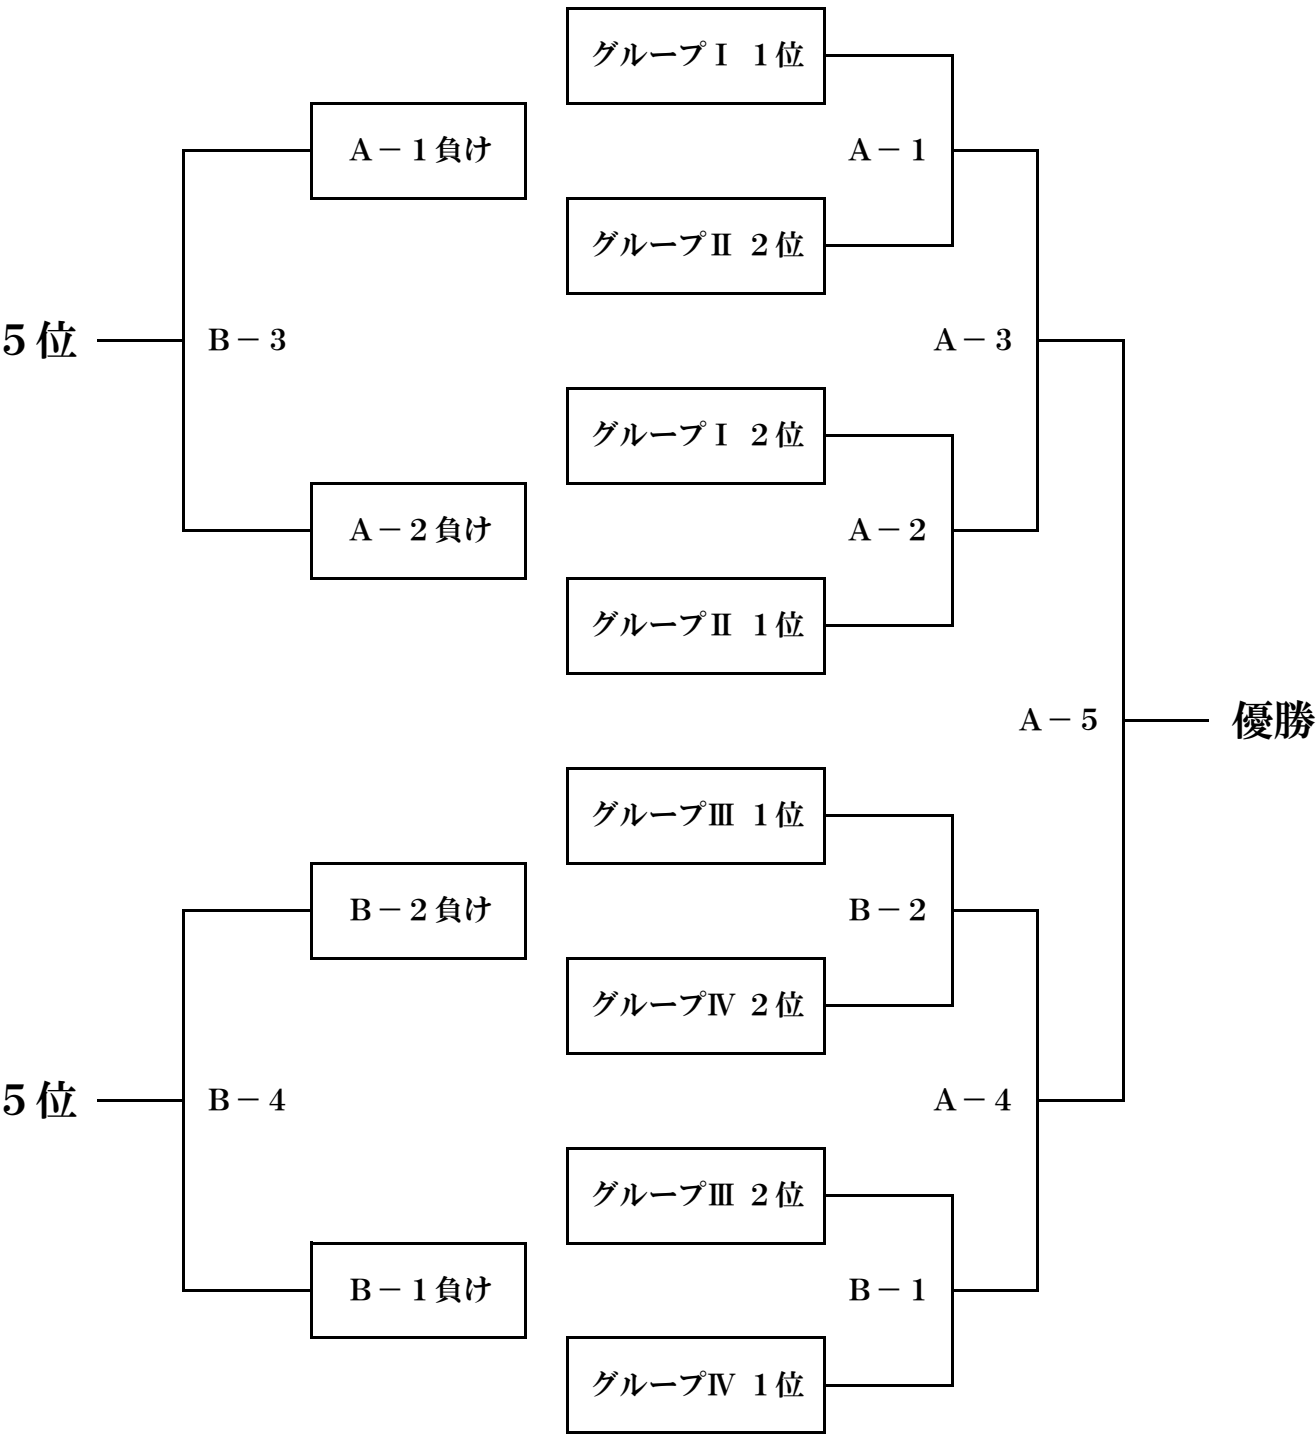 グループⅠ １位
A－１負け
A－１
グループⅡ ２位
５位
B－３
A－３
グループⅠ ２位
A－２負け
A－２
グループⅡ １位
A－５
優勝
グループⅢ １位
B－２負け
B－２
グループⅣ ２位
５位
B－４
A－４
グループⅢ ２位
B－１負け
B－１
グループⅣ １位